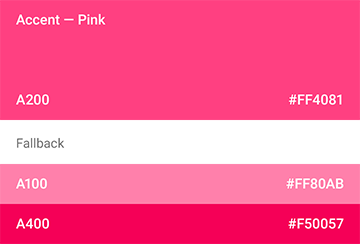 Accent — Pink
A200 #FF4081
Fallback
A100 #FF80AB
A400 #F50057